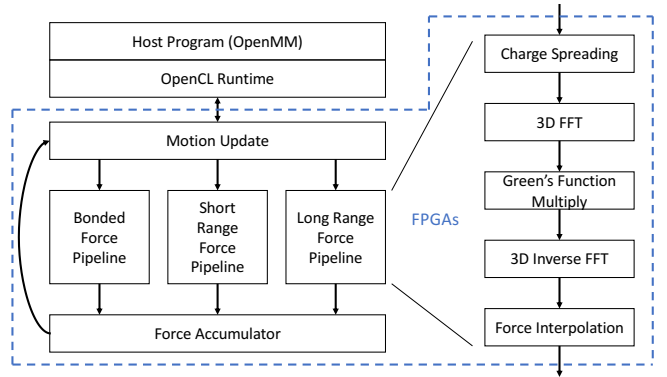 Host Program (OpenMM)
OpenCL Runtime
Motion Update
Bonded
Force
Pipeline
Short
Range
Force
Pipeline
Long Range
Force
Pipeline
Force Accumulator
FPGAs
Charge Spreading
3D FFT
Green's Function
Multiply
3D Inverse FFT
Force Interpolation